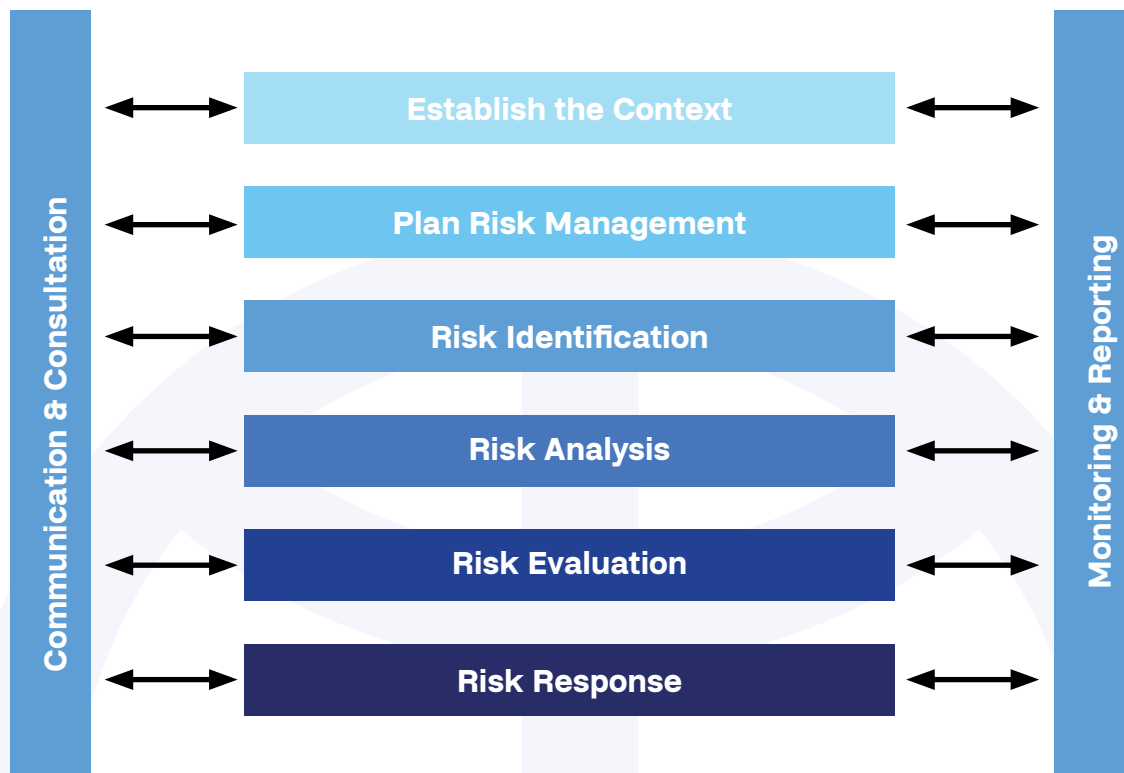 Communication & Consultation
Establish the Context
Plan Risk Management
Risk Identification
Risk Analysis
Risk Evaluation
Risk Response
Monitoring & Reporting